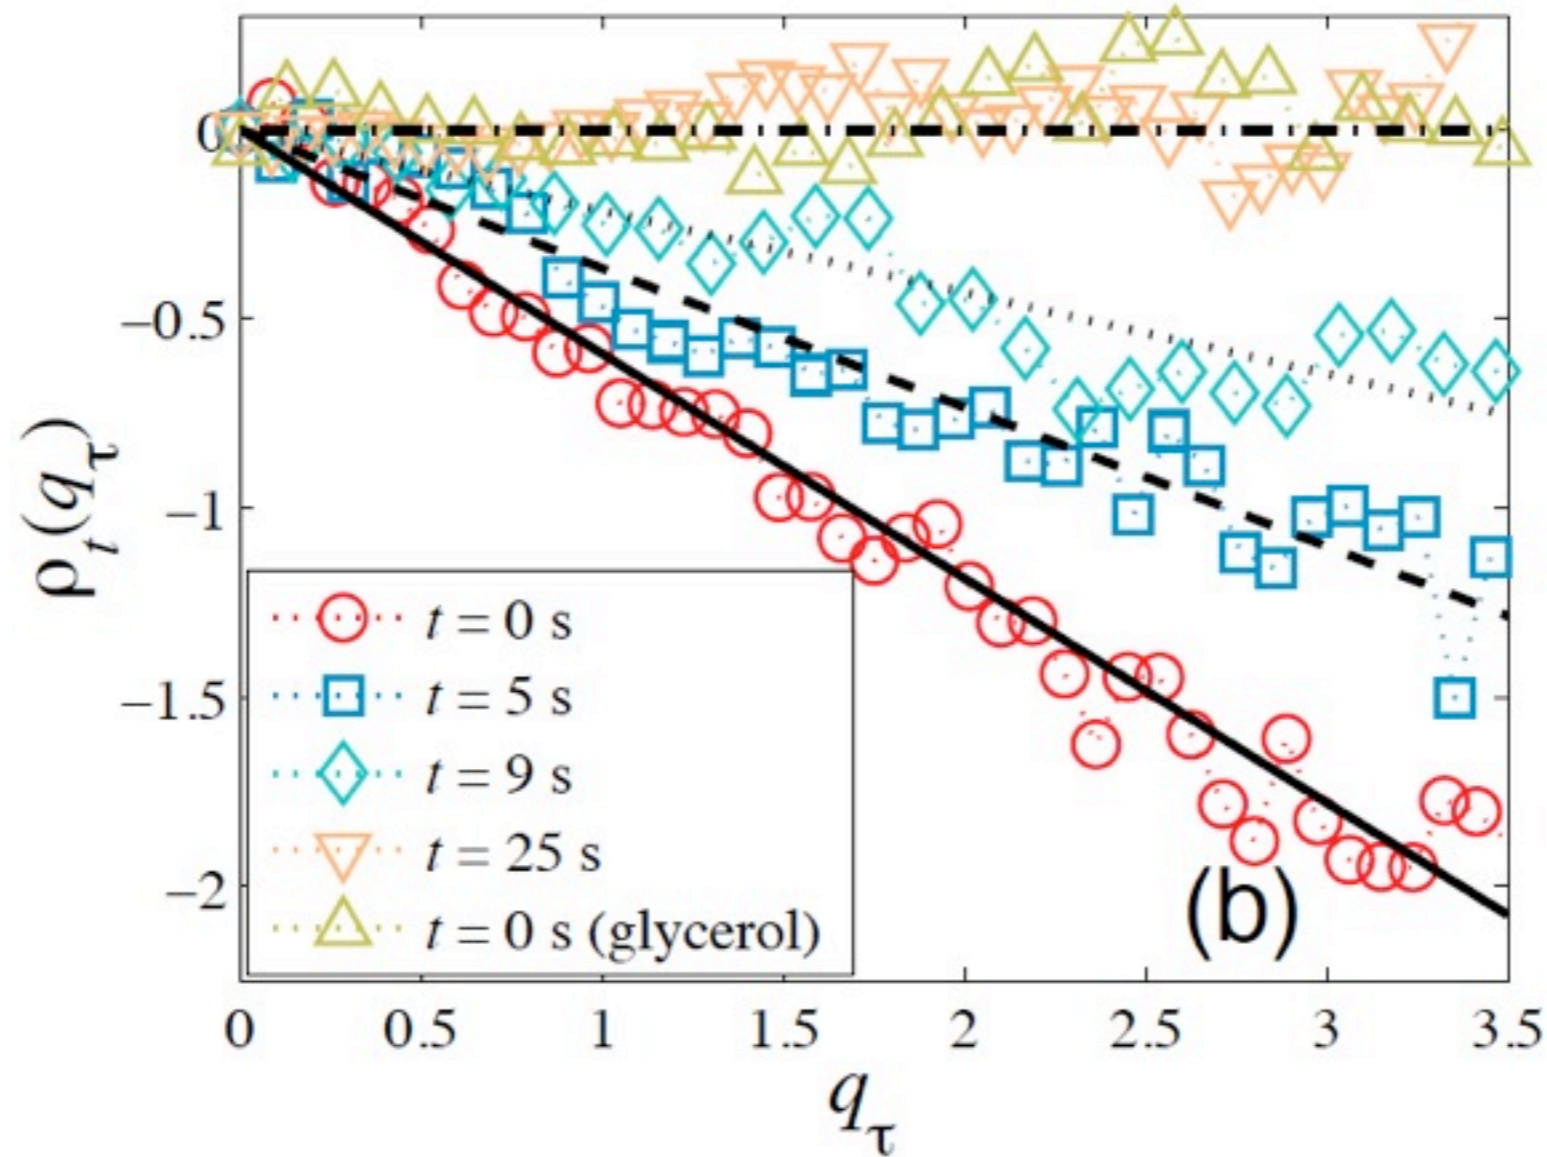 0
−0.5
−1
−1.5
−2
ρt(qτ)
t = 0 s
t = 5 s
t = 9 s
t = 25 s
t = 0 s (glycerol)
(b)
0 0.5 1 1.5 2 2.5 3 3.5
qτ